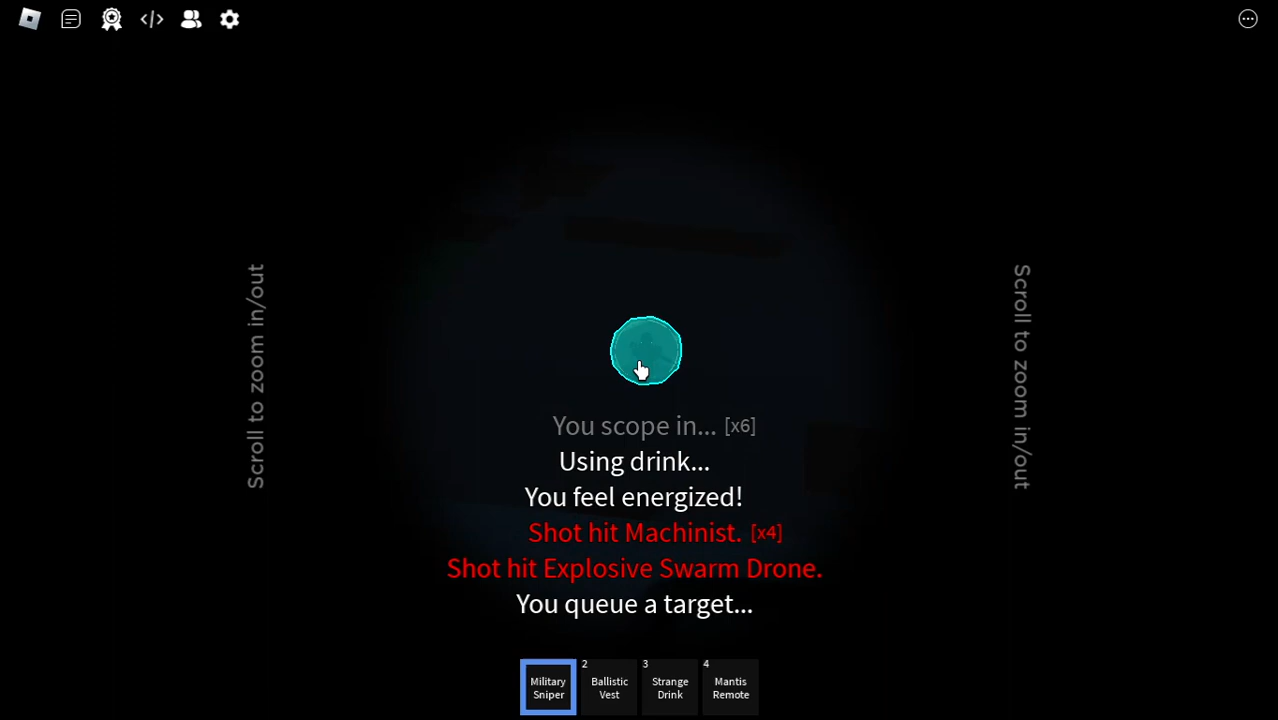 Scroll to zoom in/out
Scroll to zoom in/out
You scope in... [x6]
Using drink...
You feel energized!
Shot hit Machinist. [x4]
Shot hit Explosive Swarm Drone.
You queue a target...
Military
Sniper
2
Ballistic
Vest
3
Strange
Drink
4
Mantis
Remote